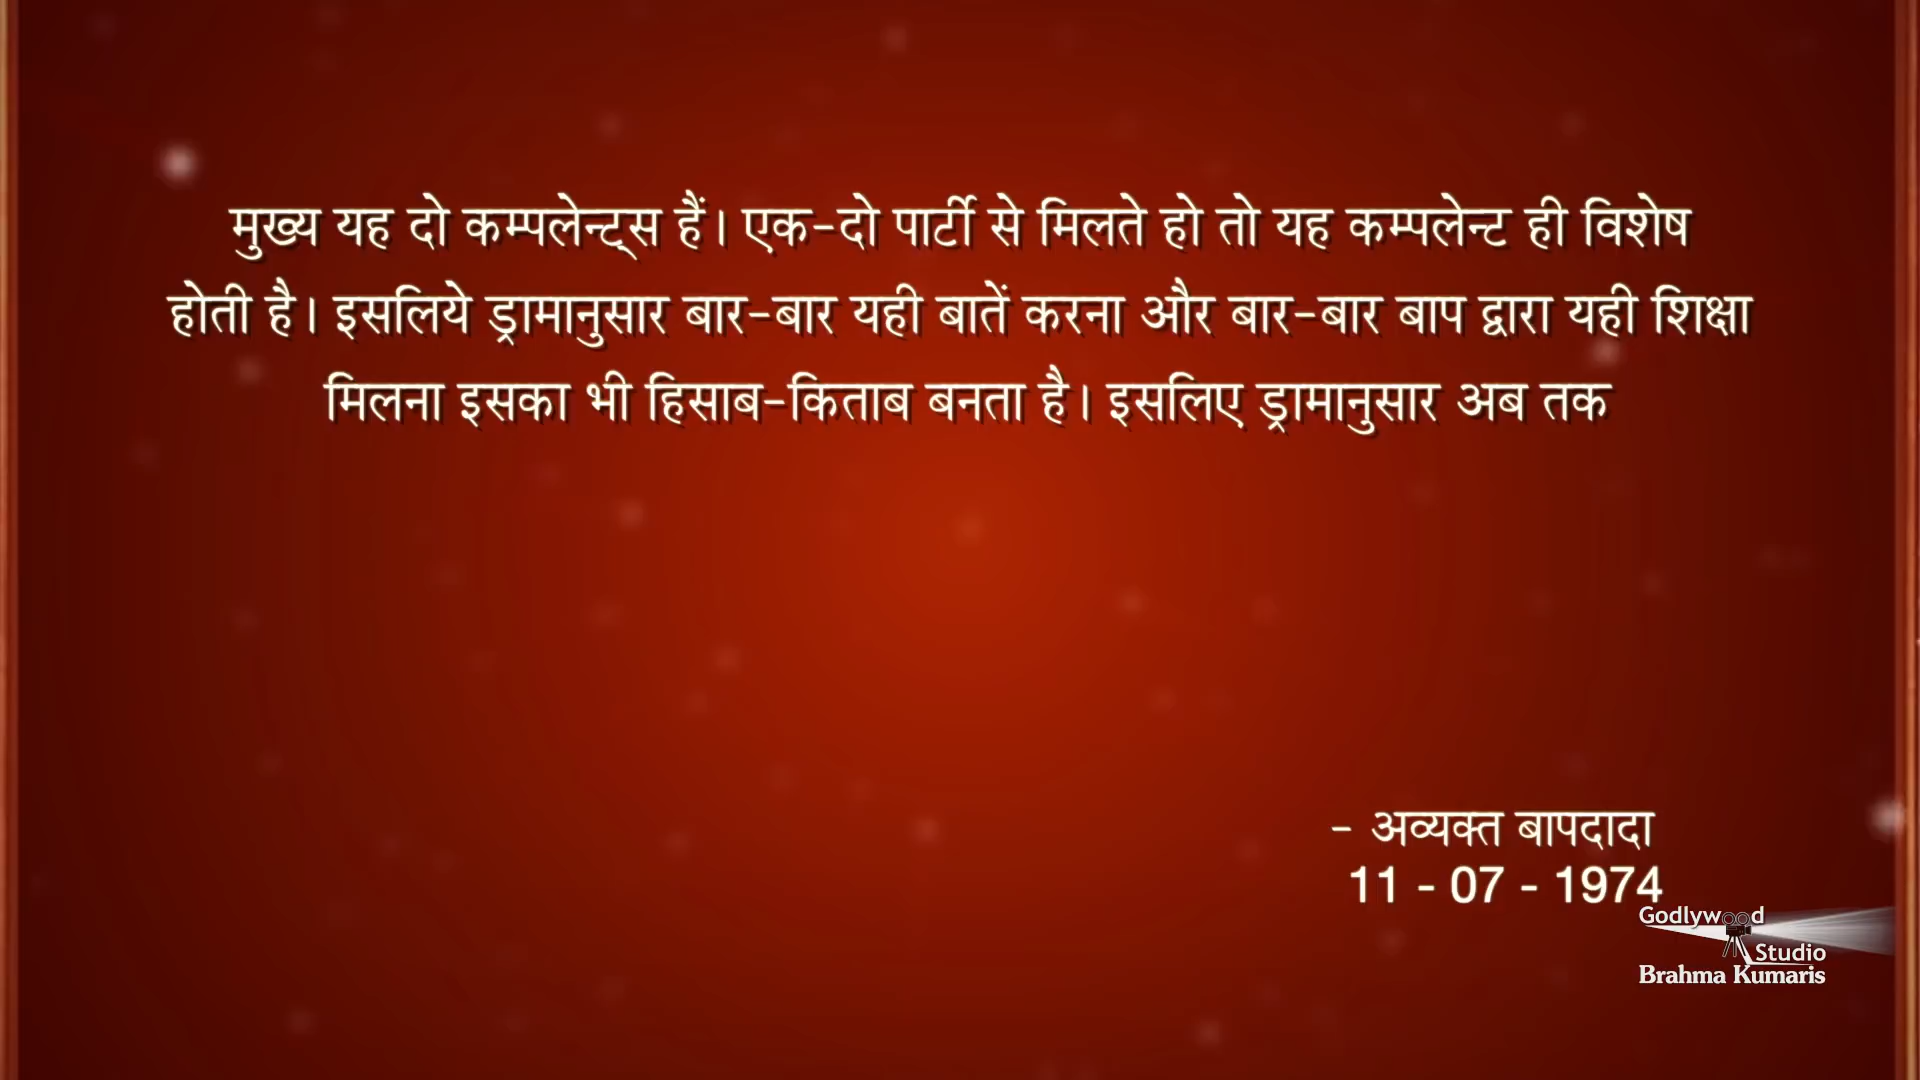 मुख्य यह दो कम्पलेन्ट्स हैं। एक-दो पार्टी से मिलते हो तो यह कम्पलेन्ट ही विशेष
होती है। इसलिये ड्रामानुसार बार-बार यही बातें करना और बार-बार बाप द्वारा यही शिक्षा
मिलना इसका भी हिसाब-किताब बनता है। इसलिए ड्रामानुसार अब तक
- अव्यक्त बापदादा
11 - 07 - 1974
Godlywood
Studio
Brahma Kumaris